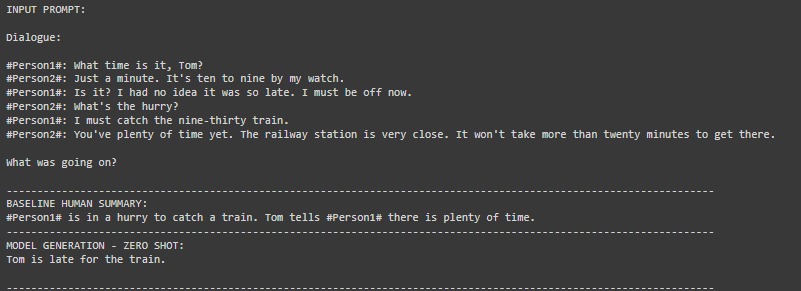 INPUT PROMPT:
Dialogue:
#Person1#: What time is it, Tom?
#Person2#: Just a minute. It's ten to nine by my watch.
#Person1#: Is it? I had no idea it was so late. I must be off now.
#Person2#: What's the hurry?
#Person1#: I must catch the nine-thirty train.
#Person2#: You've plenty of time yet. The railway station is very close. It won't take more than twenty minutes to get there.
What was going on?
---------------------------------------------------------------------------------------------------
BASELINE HUMAN SUMMARY:
#Person1# is in a hurry to catch a train. Tom tells #Person1# there is plenty of time.
---------------------------------------------------------------------------------------------------
MODEL GENERATION - ZERO SHOT:
Tom is late for the train.
---------------------------------------------------------------------------------------------------